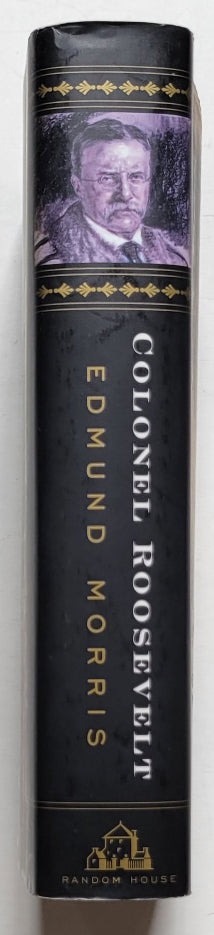 COLONEL ROOSEVELT
EDMUND MORRIS
RANDOM HOUSE